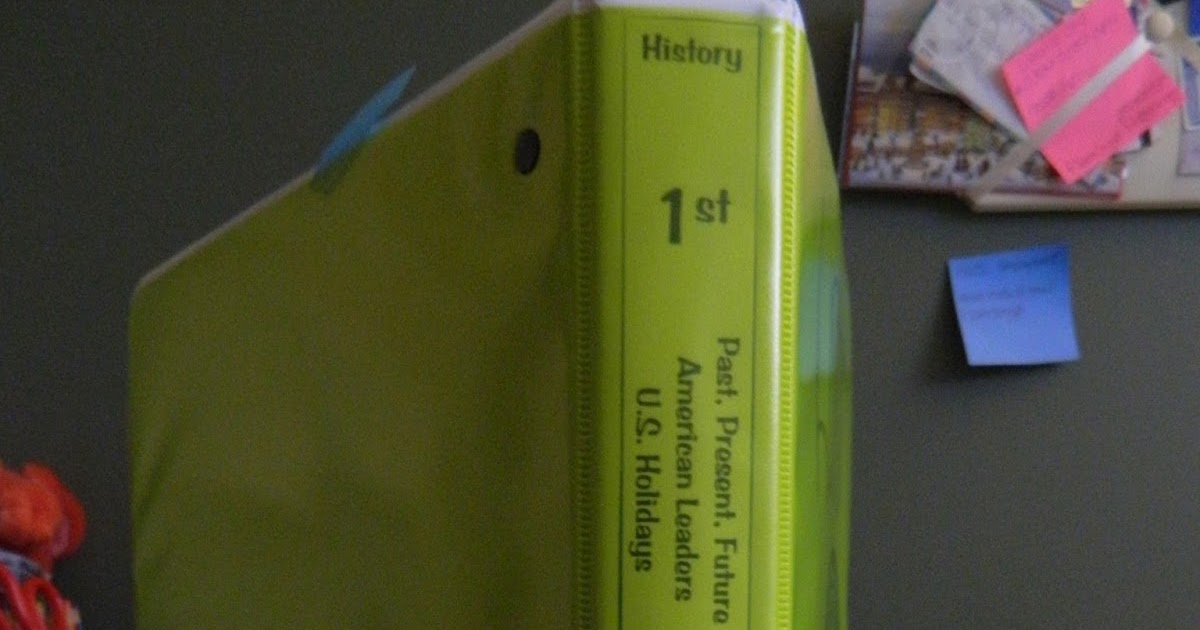 History
1st
Past, Present, Future
American Leaders
U.S. Holidays